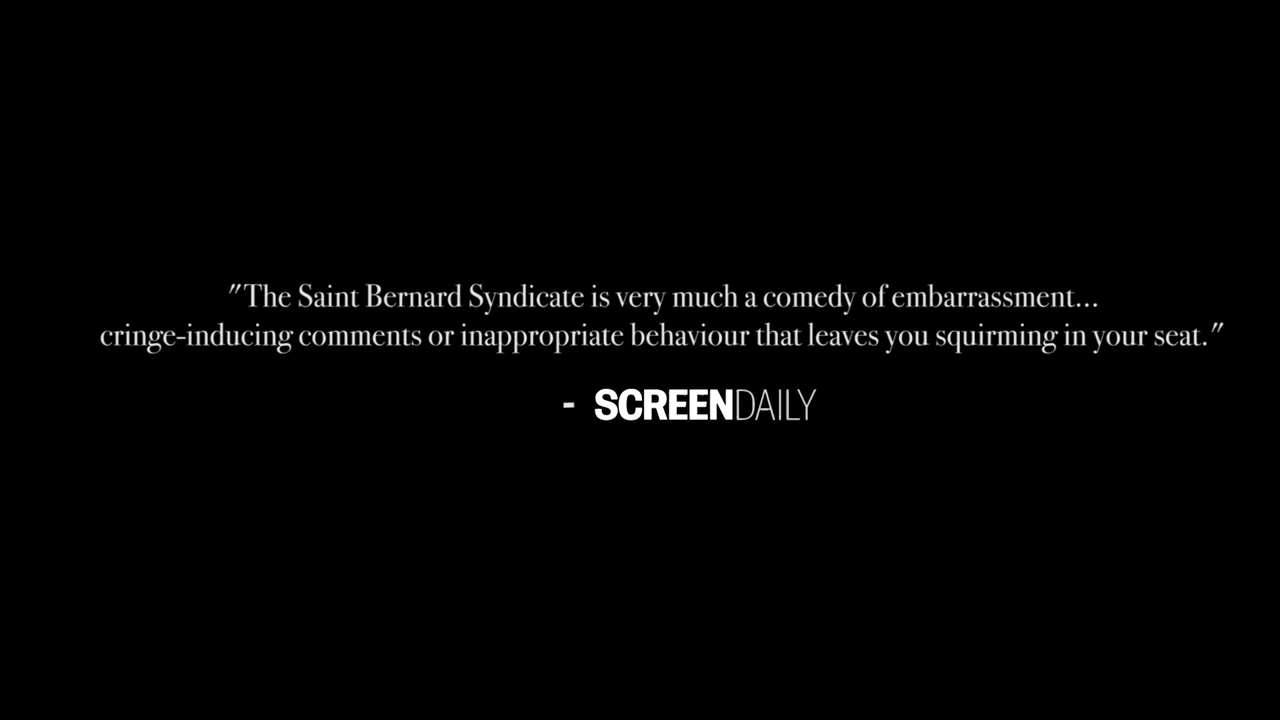 "The Saint Bernard Syndicate is very much a comedy of embarrassment...
cringe-inducing comments or inappropriate behaviour that leaves you squirming in your seat."
- SCREENDAILY